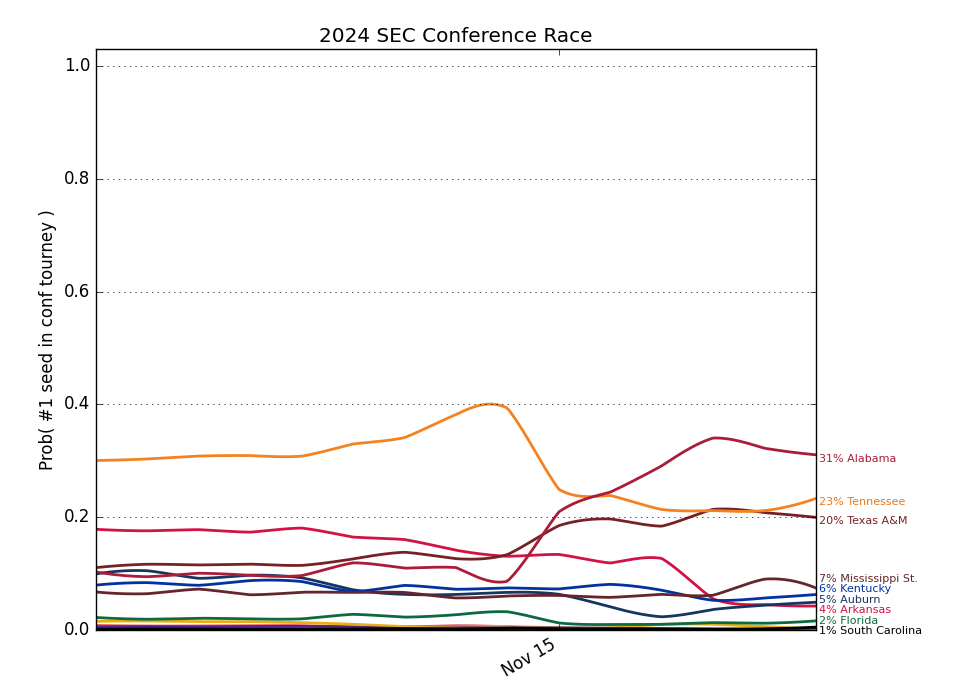 2024 SEC Conference Race
Prob( #1 seed in conf tourney )
1.0
0.8
0.6
0.4
0.2
0.0
Nov 15
31% Alabama
23% Tennessee
20% Texas A&M
7% Mississippi St.
6% Kentucky
5% Auburn
4% Arkansas
2% Florida
1% South Carolina